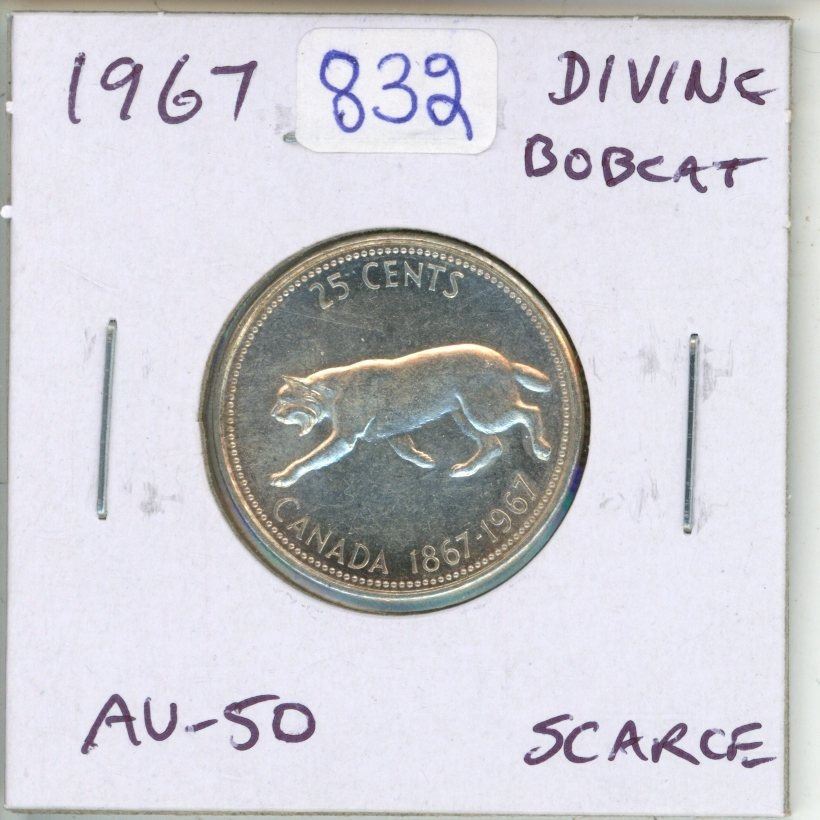 1967
832
DIVINE
BOBCAT
25 CENTS
CANADA 1867-1967
AU-50
SCARCE